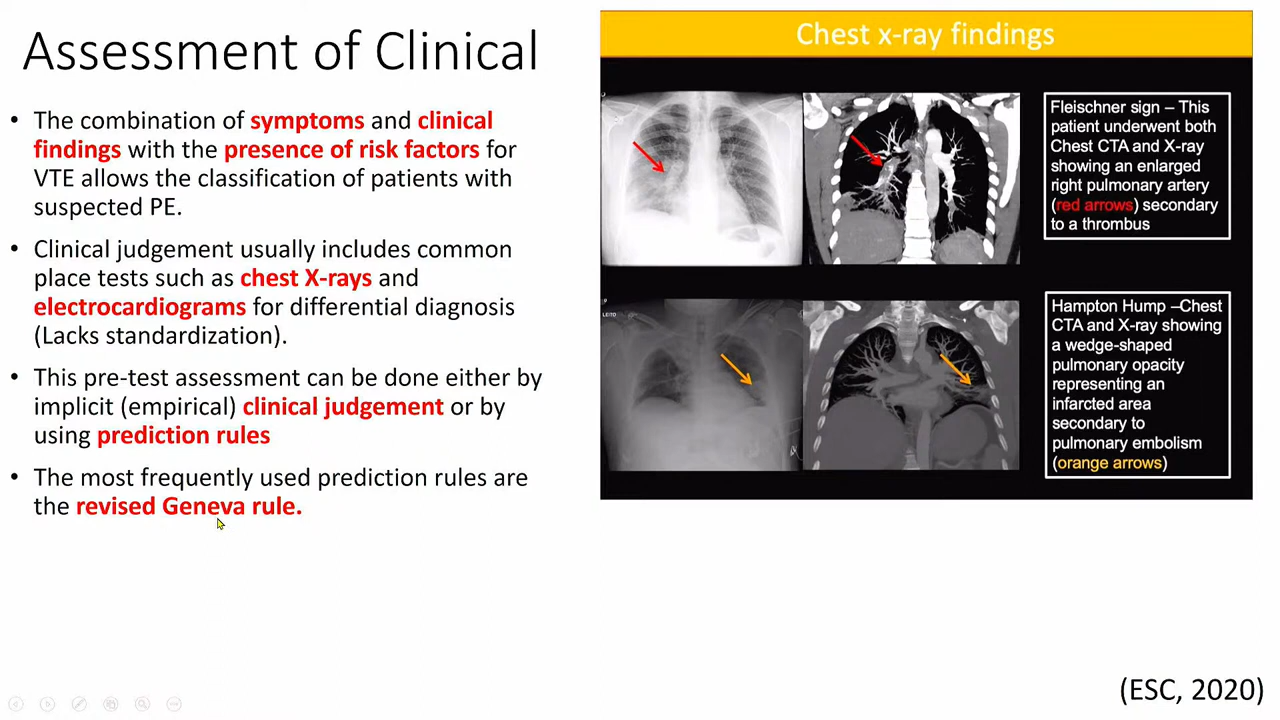 Assessment of Clinical
• The combination of symptoms and clinical
findings with the presence of risk factors for
VTE allows the classification of patients with
suspected PE.
• Clinical judgement usually includes common
place tests such as chest X-rays and
electrocardiograms for differential diagnosis
(Lacks standardization).
• This pre-test assessment can be done either by
implicit (empirical) clinical judgement or by
using prediction rules
• The most frequently used prediction rules are
the revised Geneva rule.
Chest x-ray findings
Fleischner sign – This
patient underwent both
Chest CTA and X-ray
showing an enlarged
right pulmonary artery
(red arrows) secondary
to a thrombus
LEITO
Hampton Hump –Chest
CTA and X-ray showing
a wedge-shaped
pulmonary opacity
representing an
infarcted area
secondary to
pulmonary embolism
(orange arrows)
(ESC, 2020)